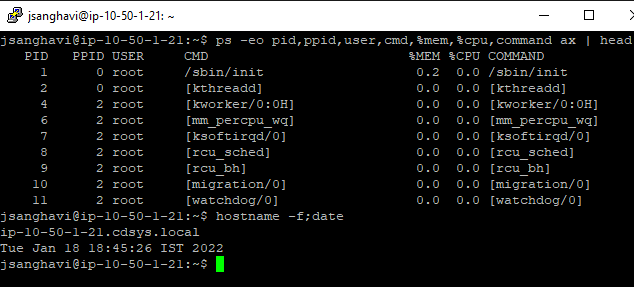 jsanghavi@ip-10-50-1-21: ~
jsanghavi@ip-10-50-1-21:~$ ps -eo pid,ppid,user,cmd,%mem,%cpu,command ax | head
PID PPID USER CMD %MEM %CPU COMMAND
1 0 root /sbin/init 0.2 0.0 /sbin/init
2 0 root [kthreadd] 0.0 0.0 [kthreadd]
4 2 root [kworker/0:0H] 0.0 0.0 [kworker/0:0H]
6 2 root [mm_percpu_wq] 0.0 0.0 [mm_percpu_wq]
7 2 root [ksoftirqd/0] 0.0 0.0 [ksoftirqd/0]
8 2 root [rcu_sched] 0.0 0.0 [rcu_sched]
9 2 root [rcu_bh] 0.0 0.0 [rcu_bh]
10 2 root [migration/0] 0.0 0.0 [migration/0]
11 2 root [watchdog/0] 0.0 0.0 [watchdog/0]
jsanghavi@ip-10-50-1-21:~$ hostname -f;date
ip-10-50-1-21.cdsys.local
Tue Jan 18 18:45:26 IST 2022
jsanghavi@ip-10-50-1-21:~$